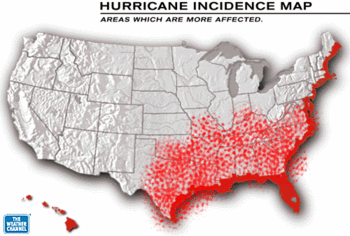 HURRICANE INCIDENCE MAP
AREAS WHICH ARE MORE AFFECTED.
THE
WEATHER
CHANNEL